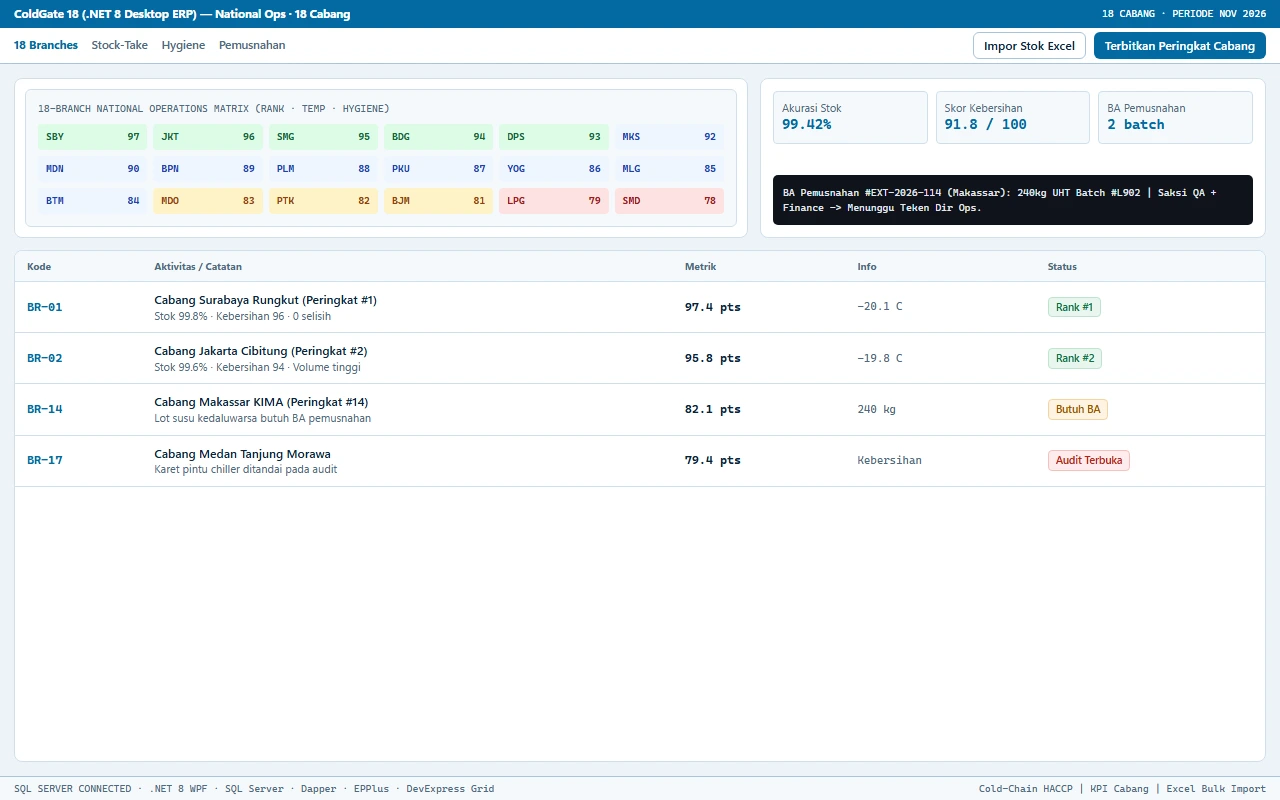 ColdGate 18 (.NET 8 Desktop ERP) — National Ops · 18 Cabang
18 CABANG · PERIODE NOV 2026
18 Branches Stock-Take Hygiene Pemusnahan
Impor Stok Excel
Terbitkan Peringkat Cabang
18-BRANCH NATIONAL OPERATIONS MATRIX (RANK · TEMP · HYGIENE)
SBY 97 JKT 96 SMG 95 BDG 94 DPS 93 MKS 92
MDN 90 BPN 89 PLM 88 PKU 87 YOG 86 MLG 85
BTM 84 MDO 83 PTK 82 BJM 81 LPG 79 SMD 78
Akurasi Stok
99.42%
Skor Kebersihan
91.8 / 100
BA Pemusnahan
2 batch
BA Pemusnahan #EXT-2026-114 (Makassar): 240kg UHT Batch #L902 | Saksi QA +
Finance -> Menunggu Teken Dir Ops.
Kode Aktivitas / Catatan Metrik Info Status
BR-01 Cabang Surabaya Rungkut (Peringkat #1) 97.4 pts -20.1 C Rank #1
Stok 99.8% · Kebersihan 96 · 0 selisih
BR-02 Cabang Jakarta Cibitung (Peringkat #2) 95.8 pts -19.8 C Rank #2
Stok 99.6% · Kebersihan 94 · Volume tinggi
BR-14 Cabang Makassar KIMA (Peringkat #14) 82.1 pts 240 kg Butuh BA
Lot susu kedaluwarsa butuh BA pemusnahan
BR-17 Cabang Medan Tanjung Morawa 79.4 pts Kebersihan Audit Terbuka
Karet pintu chiller ditandai pada audit
SQL SERVER CONNECTED · .NET 8 WPF · SQL Server · Dapper · EPPlus · DevExpress Grid
Cold-Chain HACCP | KPI Cabang | Excel Bulk Import